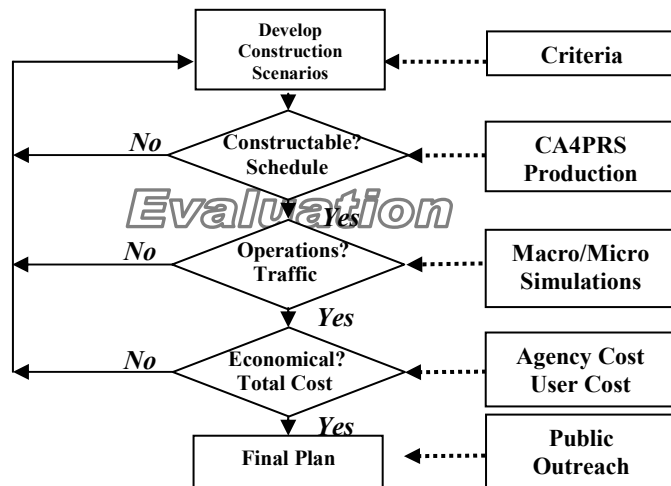 Develop
Construction
Scenarios
Criteria
No
Constructable?
Schedule
CA4PRS
Production
Evaluation
Yes
No
Operations?
Traffic
Macro/Micro
Simulations
Yes
No
Economical?
Total Cost
Agency Cost
User Cost
Yes
Final Plan
Public
Outreach